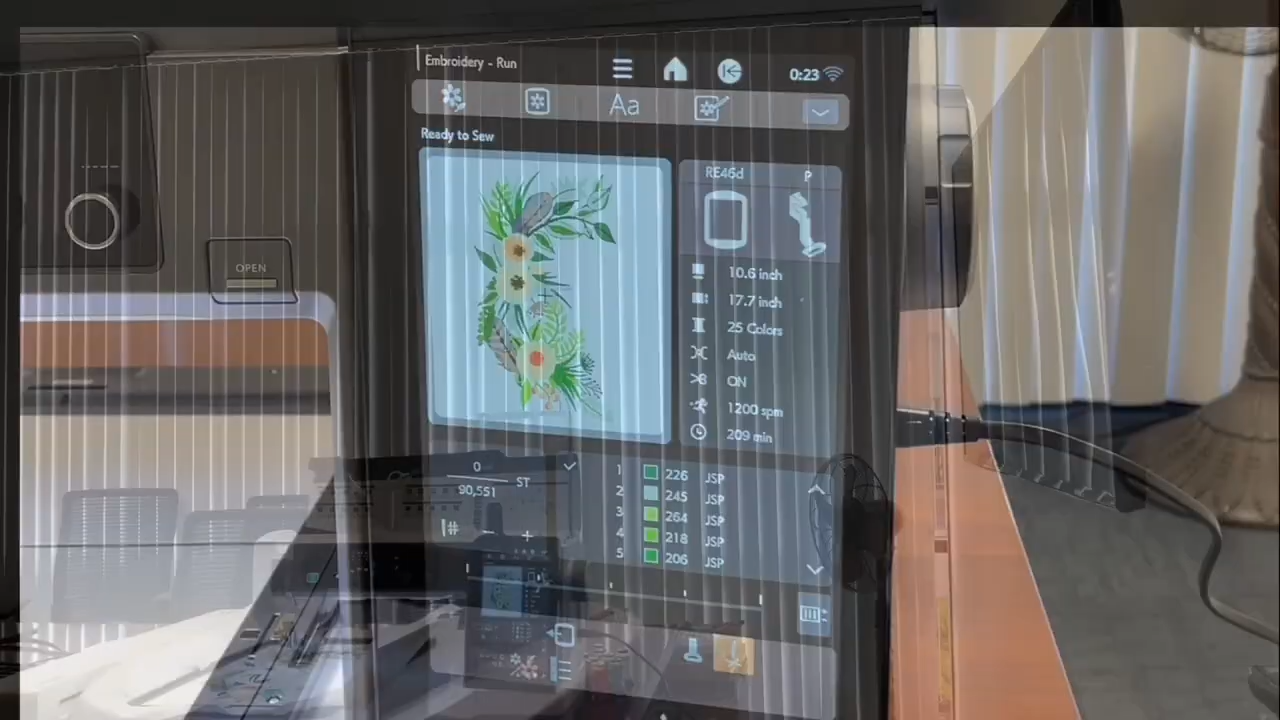 Embroidery - Run
0:23
Aa
Ready to Sew
RE46d P
OPEN
10.6 inch
17.7 inch
25 Colors
Auto
ON
1200 spm
209 min
0
90,551 ST
1 226 JSP
2 245 JSP
3 264 JSP
4 218 JSP
5 206 JSP